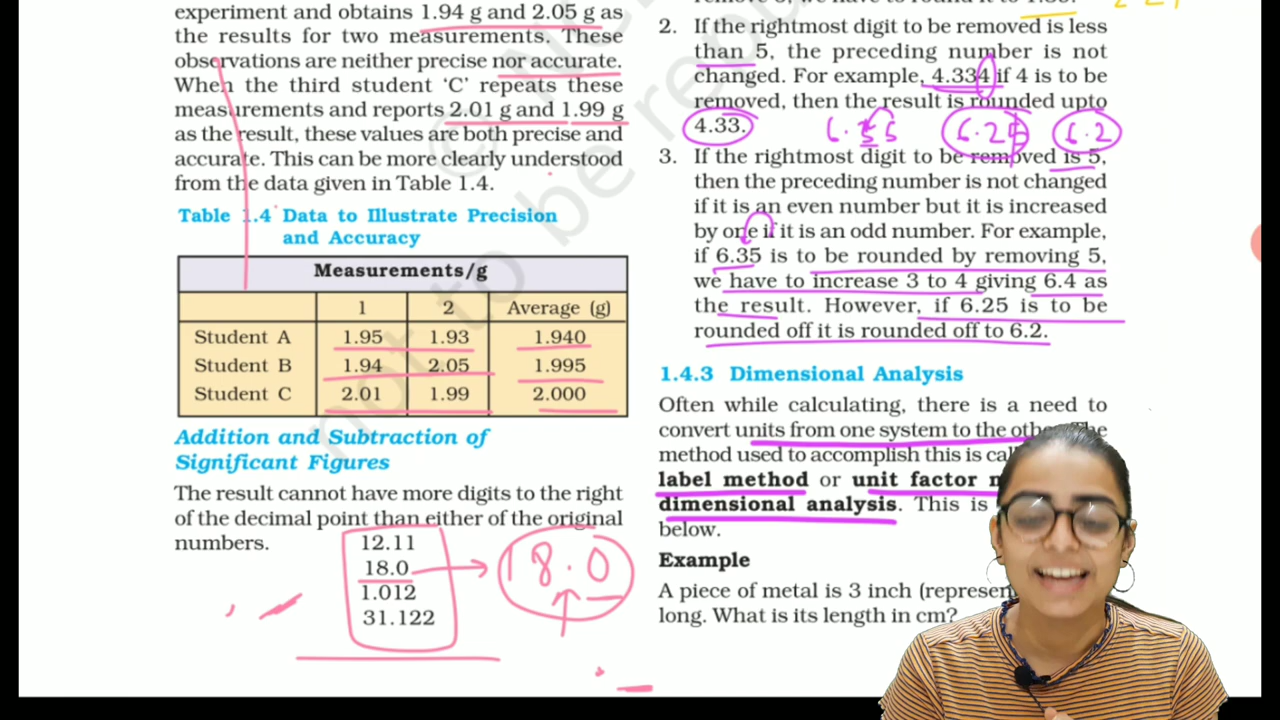 experiment and obtains 1.94 g and 2.05 g as
the results for two measurements. These
observations are neither precise nor accurate.
When the third student ‘C’ repeats these
measurements and reports 2.01 g and 1.99 g
as the result, these values are both precise and
accurate. This can be more clearly understood
from the data given in Table 1.4.
Table 1.4 Data to Illustrate Precision
and Accuracy
Measurements/g
1 2 Average (g)
Student A 1.95 1.93 1.940
Student B 1.94 2.05 1.995
Student C 2.01 1.99 2.000
Addition and Subtraction of
Significant Figures
The result cannot have more digits to the right
of the decimal point than either of the original
numbers.
12.11
18.0 18.0
1.012
31.122
2. If the rightmost digit to be removed is less
than 5, the preceding number is not
changed. For example, 4.334 if 4 is to be
removed, then the result is rounded upto
4.33. 6.25 6.2
3. If the rightmost digit to be removed is 5,
then the preceding number is not changed
if it is an even number but it is increased
by one if it is an odd number. For example,
if 6.35 is to be rounded by removing 5,
we have to increase 3 to 4 giving 6.4 as
the result. However, if 6.25 is to be
rounded off it is rounded off to 6.2.
1.4.3 Dimensional Analysis
Often while calculating, there is a need to
convert units from one system to the
method used to accomplish this is
label method or unit factor
dimensional analysis. This is
below.
Example
A piece of metal is 3 inch
long. What is its length in cm?
not to be